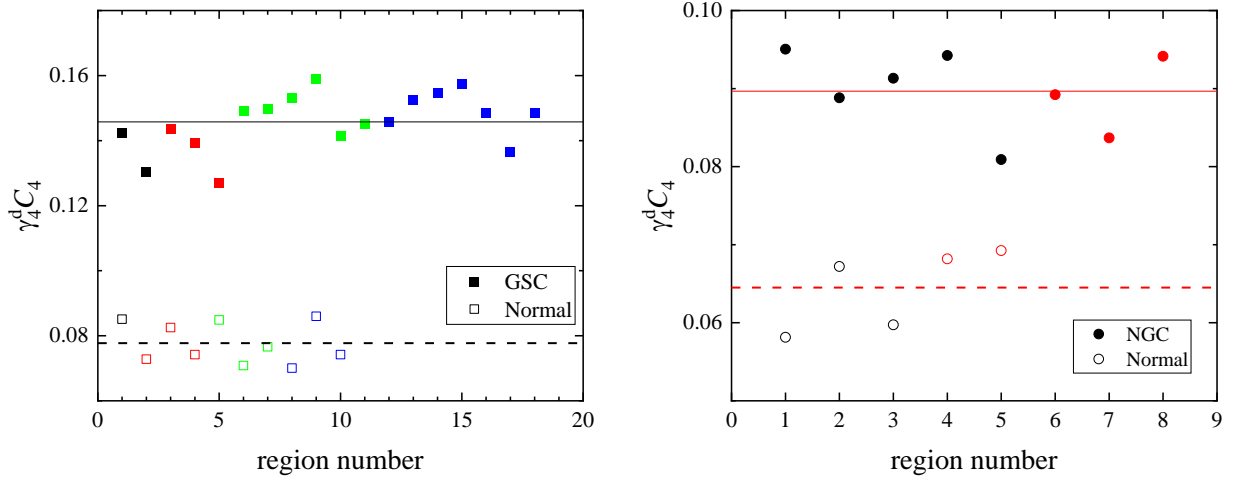 0.16
0.12
0.08
γ₄ᵈC₄
GSC
Normal
0 5 10 15 20
region number
0.10
0.08
0.06
γ₄ᵈC₄
NGC
Normal
0 1 2 3 4 5 6 7 8 9
region number